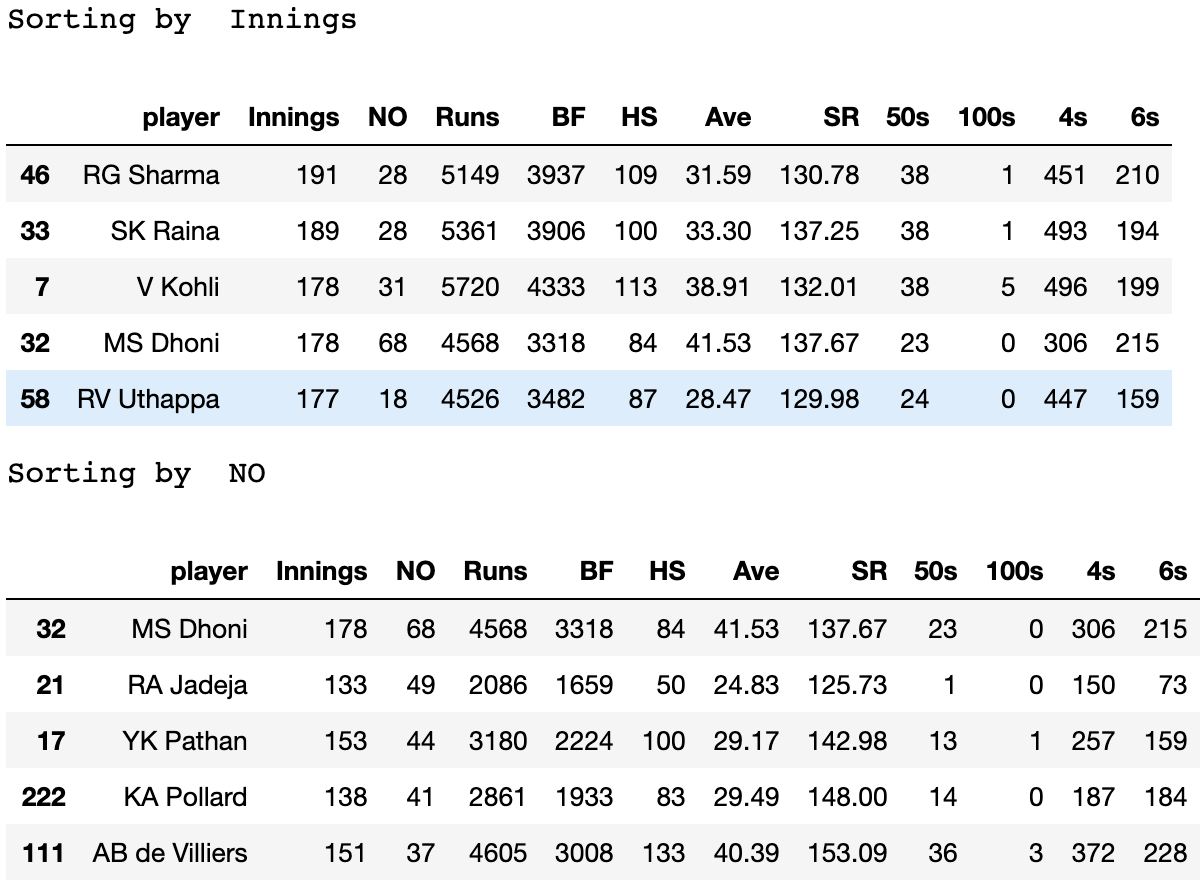 Sorting by  Innings
player Innings NO Runs BF HS Ave SR 50s 100s 4s 6s
46 RG Sharma 191 28 5149 3937 109 31.59 130.78 38 1 451 210
33 SK Raina 189 28 5361 3906 100 33.30 137.25 38 1 493 194
7 V Kohli 178 31 5720 4333 113 38.91 132.01 38 5 496 199
32 MS Dhoni 178 68 4568 3318 84 41.53 137.67 23 0 306 215
58 RV Uthappa 177 18 4526 3482 87 28.47 129.98 24 0 447 159
Sorting by  NO
player Innings NO Runs BF HS Ave SR 50s 100s 4s 6s
32 MS Dhoni 178 68 4568 3318 84 41.53 137.67 23 0 306 215
21 RA Jadeja 133 49 2086 1659 50 24.83 125.73 1 0 150 73
17 YK Pathan 153 44 3180 2224 100 29.17 142.98 13 1 257 159
222 KA Pollard 138 41 2861 1933 83 29.49 148.00 14 0 187 184
111 AB de Villiers 151 37 4605 3008 133 40.39 153.09 36 3 372 228